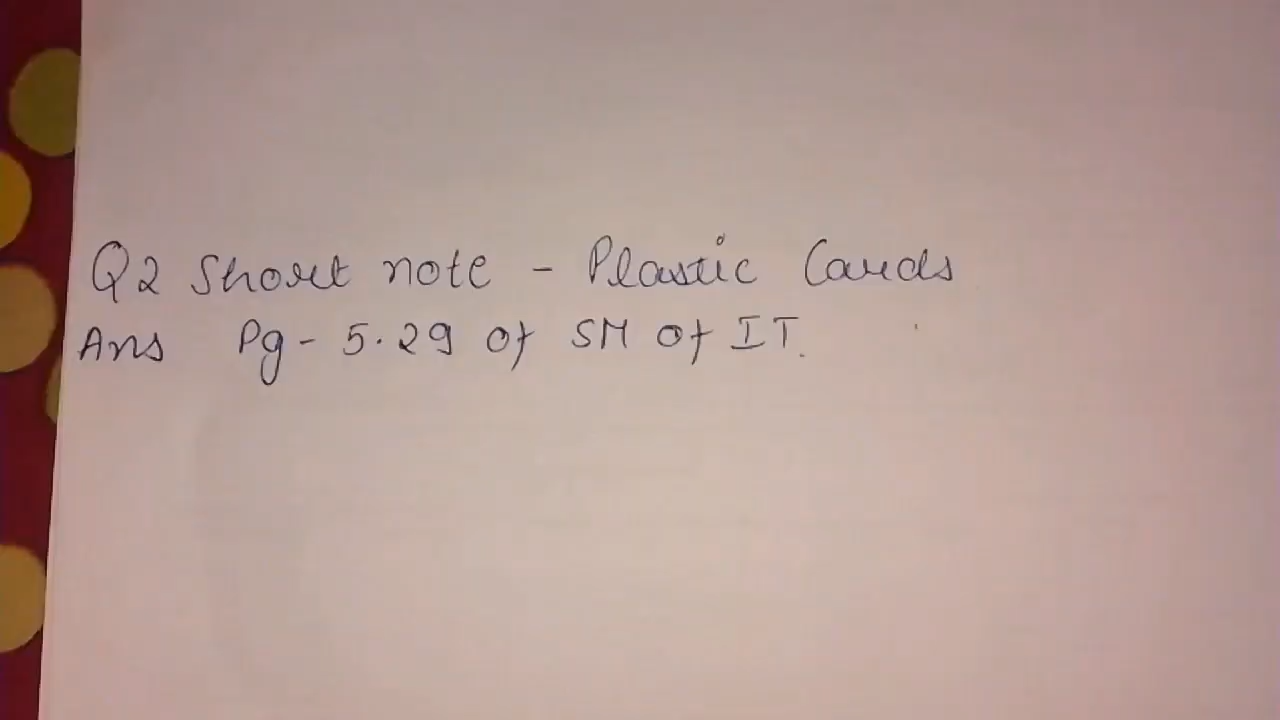 Q2 Short note - Plastic Cards
Ans Pg - 5.29 of SM of IT.